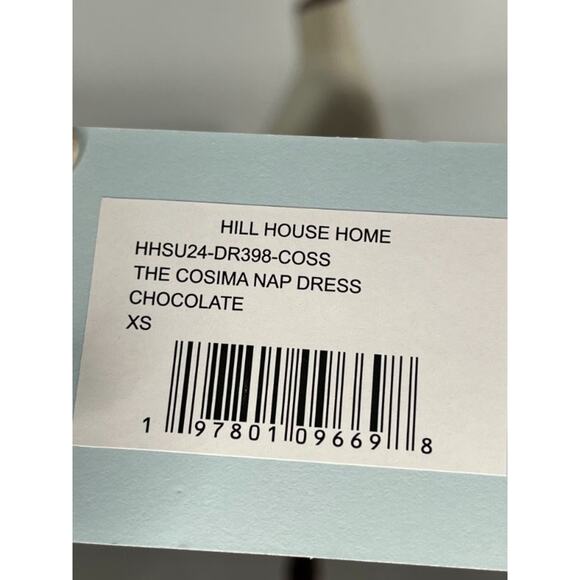 HILL HOUSE HOME
HHSU24-DR398-COSS
THE COSIMA NAP DRESS
CHOCOLATE
XS
1 97801 09669 8